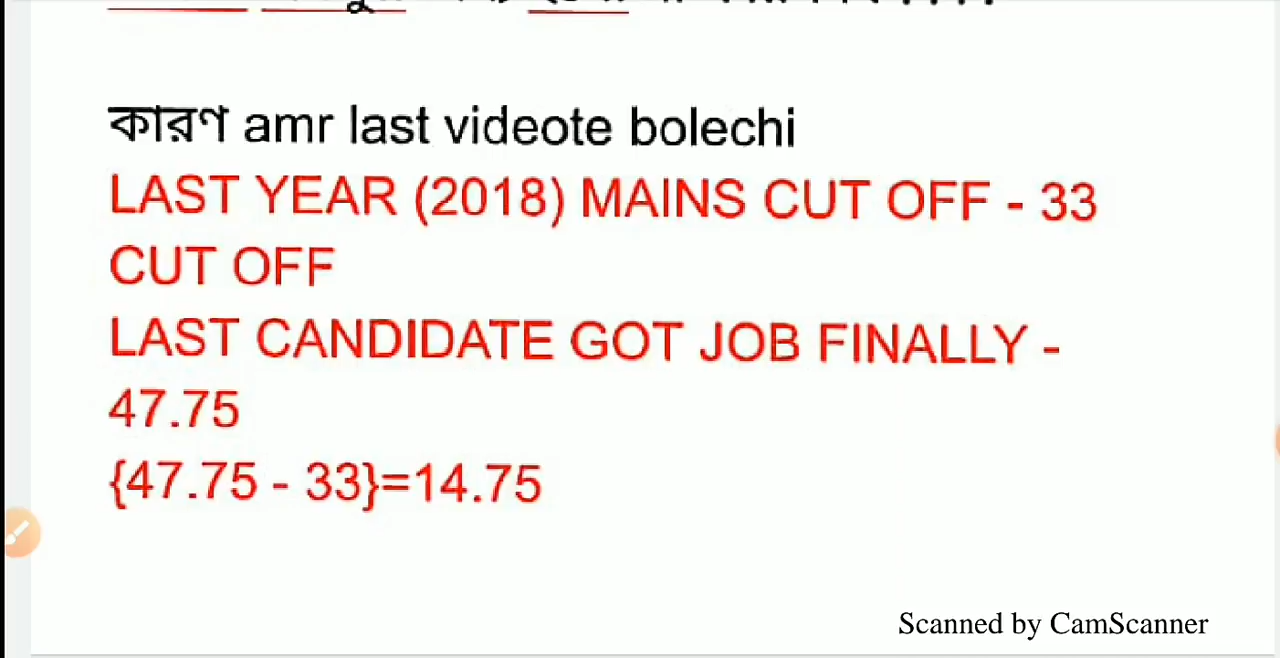 কারণ amr last videote bolechi
LAST YEAR (2018) MAINS CUT OFF - 33
CUT OFF
LAST CANDIDATE GOT JOB FINALLY -
47.75
{47.75 - 33}=14.75
Scanned by CamScanner